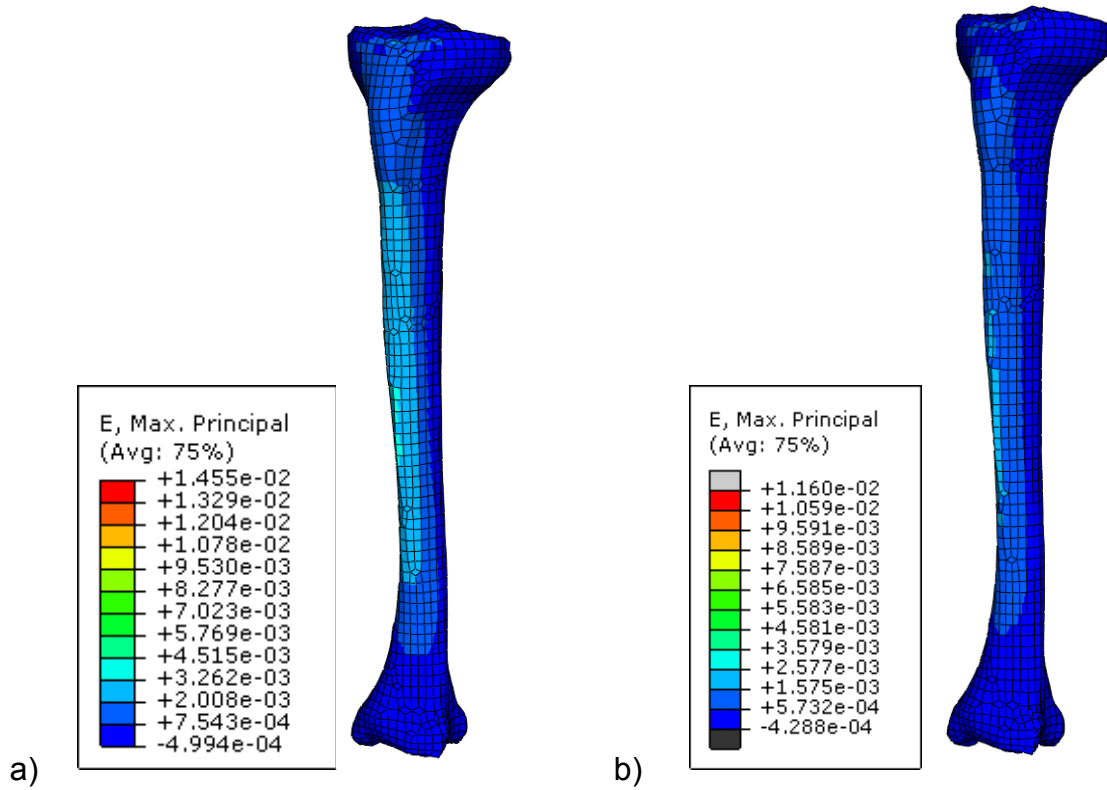 E, Max. Principal
(Avg: 75%)
+1.455e-02
+1.329e-02
+1.204e-02
+1.078e-02
+9.530e-03
+8.277e-03
+7.023e-03
+5.769e-03
+4.515e-03
+3.262e-03
+2.008e-03
+7.543e-04
-4.994e-04
a)
E, Max. Principal
(Avg: 75%)
+1.160e-02
+1.059e-02
+9.591e-03
+8.589e-03
+7.587e-03
+6.585e-03
+5.583e-03
+4.581e-03
+3.579e-03
+2.577e-03
+1.575e-03
+5.732e-04
-4.288e-04
b)